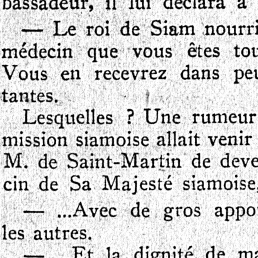 bassadeur, il lui déclara à
— Le roi de Siam nourri
médecin que vous êtes tou
Vous en recevrez dans peu
tantes.
Lesquelles ? Une rumeur
mission siamoise allait venir
M. de Saint-Martin de deve
cin de Sa Majesté siamoise,
— ...Avec de gros appo
les autres.
— Et la dignité de ma